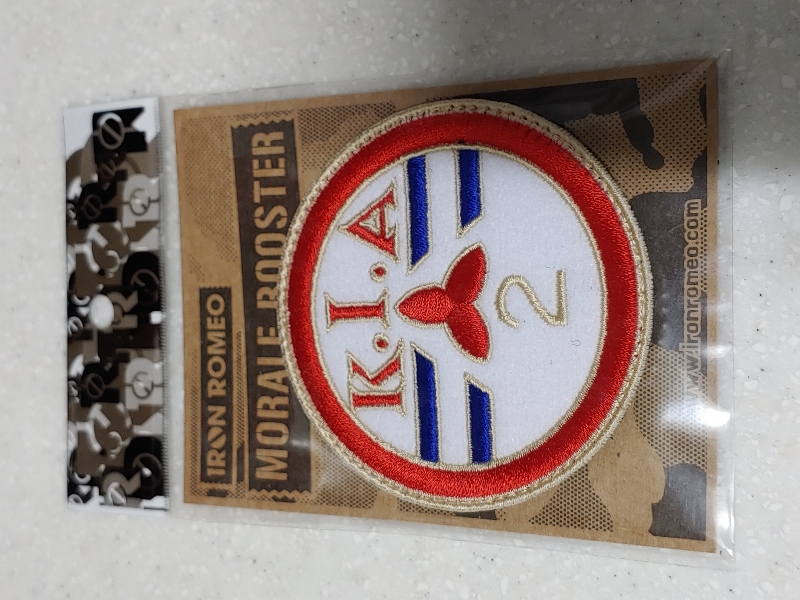 IRON ROMEO
MORALE BOOSTER
K.I.A
2
www.ironromeo.com